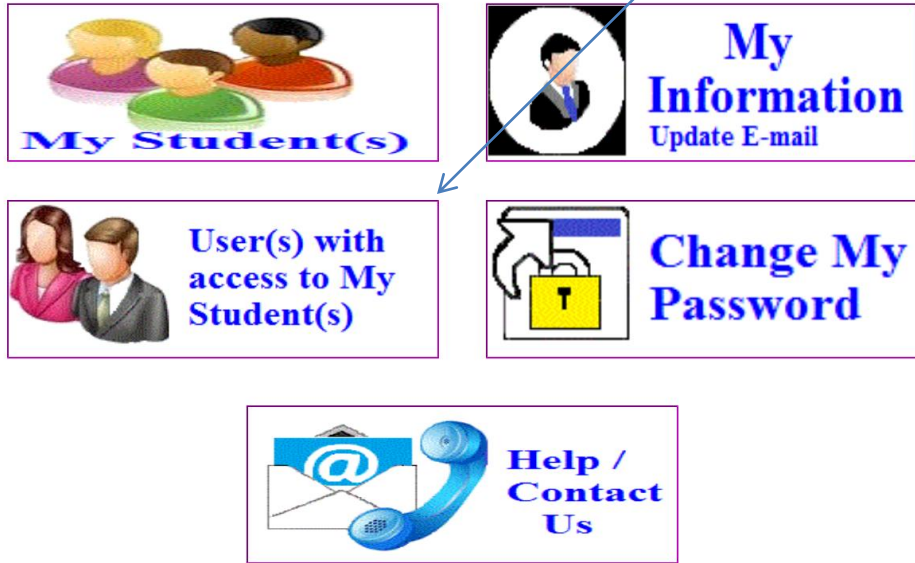 My Student(s)
My
Information
Update E-mail
User(s) with
access to My
Student(s)
Change My
Password
@
Help /
Contact
Us